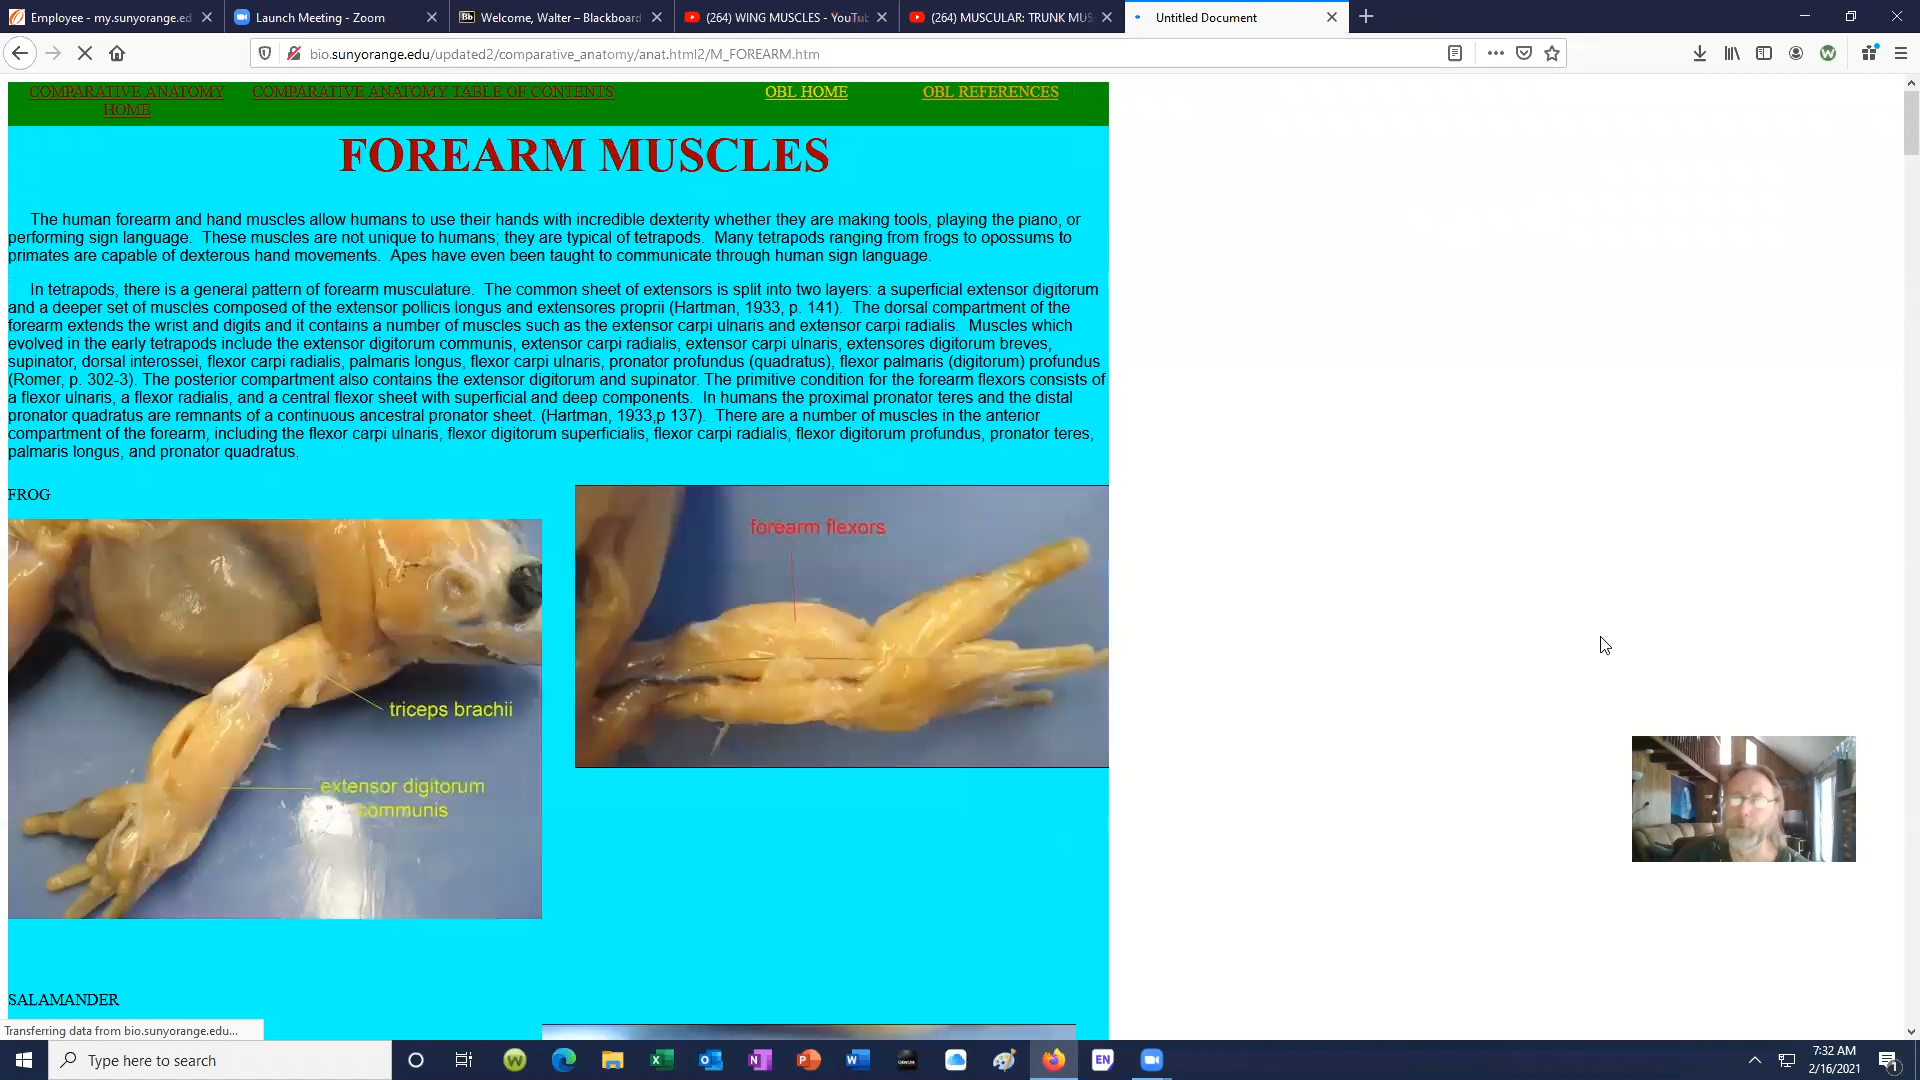 Employee - my.sunyorange.ed
Launch Meeting - Zoom
Bb Welcome, Walter – Blackboard
(264) WING MUSCLES - YouTub
(264) MUSCULAR: TRUNK MUS
Untitled Document
bio.sunyorange.edu/updated2/comparative_anatomy/anat.html2/M_FOREARM.htm
COMPARATIVE ANATOMY HOME
COMPARATIVE ANATOMY TABLE OF CONTENTS
OBL HOME
OBL REFERENCES
FOREARM MUSCLES
The human forearm and hand muscles allow humans to use their hands with incredible dexterity whether they are making tools, playing the piano, or
performing sign language. These muscles are not unique to humans; they are typical of tetrapods. Many tetrapods ranging from frogs to opossums to
primates are capable of dexterous hand movements. Apes have even been taught to communicate through human sign language.
In tetrapods, there is a general pattern of forearm musculature. The common sheet of extensors is split into two layers: a superficial extensor digitorum
and a deeper set of muscles composed of the extensor pollicis longus and extensores proprii (Hartman, 1933, p. 141). The dorsal compartment of the
forearm extends the wrist and digits and it contains a number of muscles such as the extensor carpi ulnaris and extensor carpi radialis. Muscles which
evolved in the early tetrapods include the extensor digitorum communis, extensor carpi radialis, extensor carpi ulnaris, extensores digitorum breves,
supinator, dorsal interossei, flexor carpi radialis, palmaris longus, flexor carpi ulnaris, pronator profundus (quadratus), flexor palmaris (digitorum) profundus
(Romer, p. 302-3). The posterior compartment also contains the extensor digitorum and supinator. The primitive condition for the forearm flexors consists of
a flexor ulnaris, a flexor radialis, and a central flexor sheet with superficial and deep components. In humans the proximal pronator teres and the distal
pronator quadratus are remnants of a continuous ancestral pronator sheet. (Hartman, 1933,p 137). There are a number of muscles in the anterior
compartment of the forearm, including the flexor carpi ulnaris, flexor digitorum superficialis, flexor carpi radialis, flexor digitorum profundus, pronator teres,
palmaris longus, and pronator quadratus.
FROG
forearm flexors
triceps brachii
extensor digitorum
communis
SALAMANDER
Transferring data from bio.sunyorange.edu...
Type here to search
EN
7:32 AM
2/16/2021